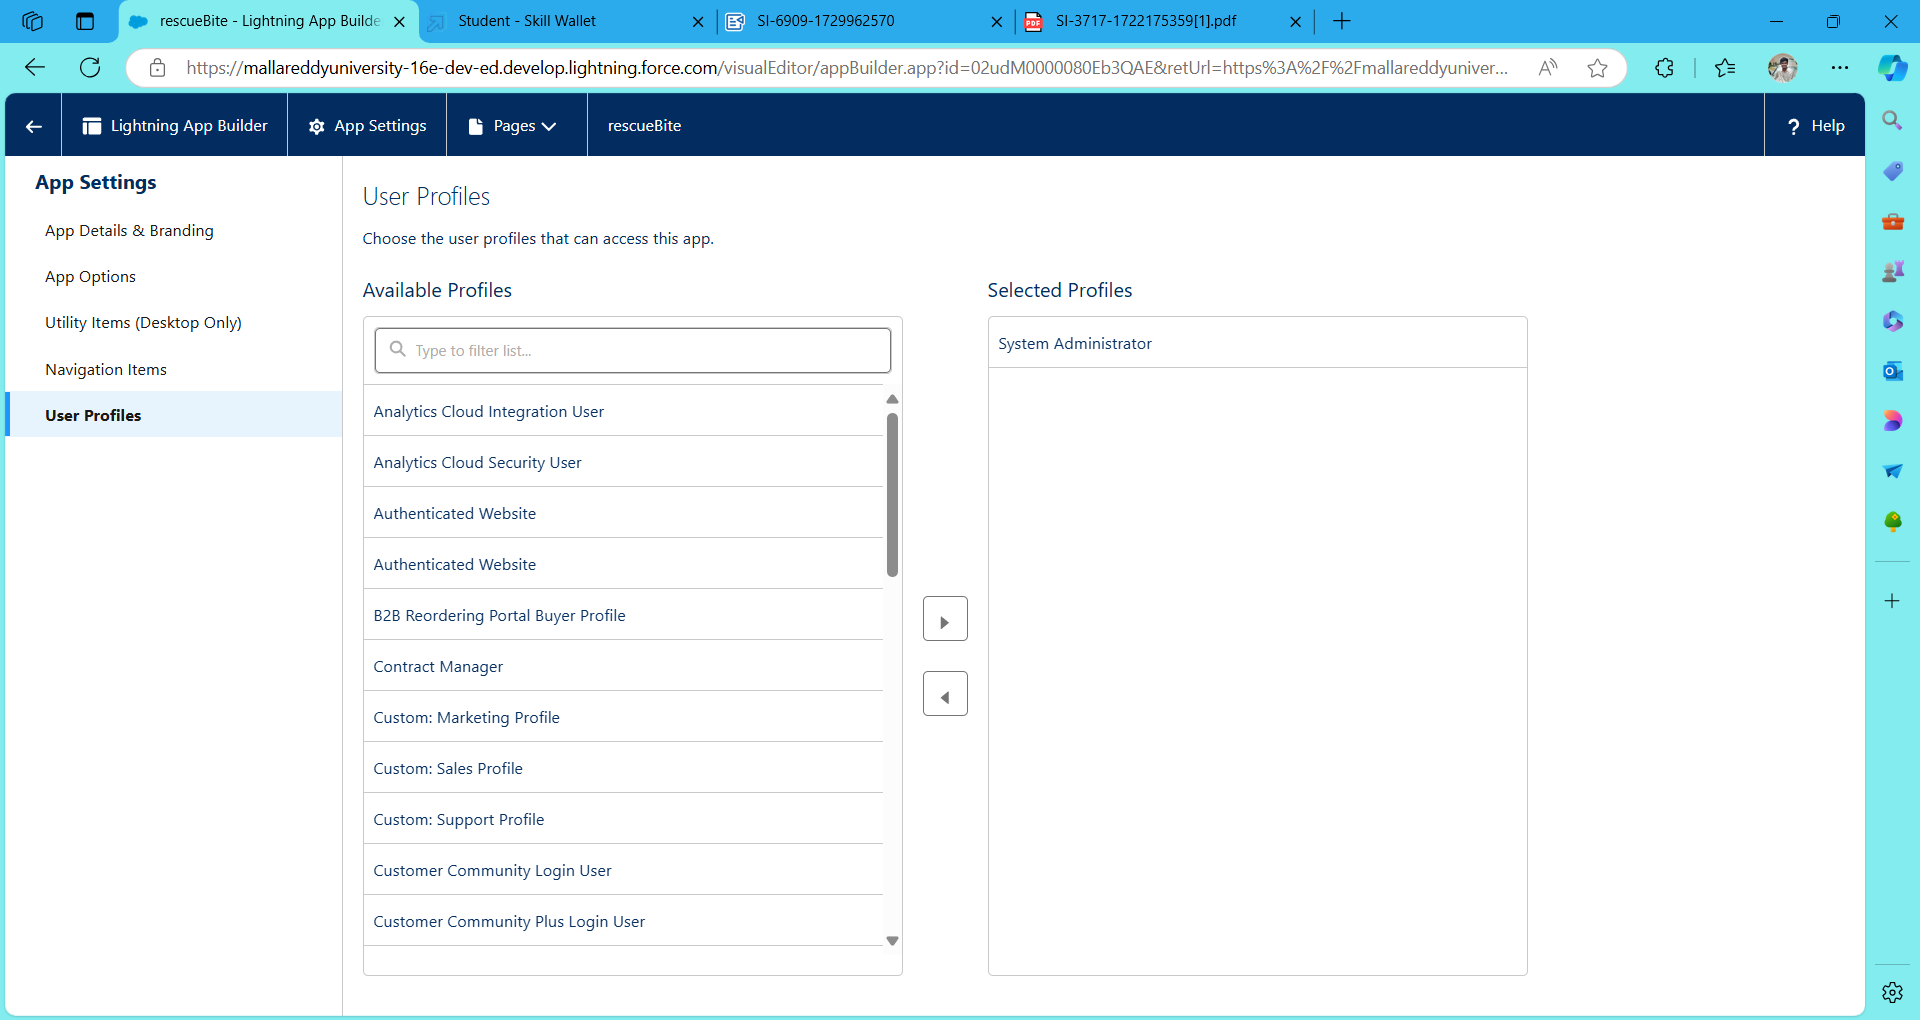 rescueBite - Lightning App Builde
Student - Skill Wallet
SI-6909-1729962570
SI-3717-1722175359[1].pdf
https://mallareddyuniversity-16e-dev-ed.develop.lightning.force.com/visualEditor/appBuilder.app?id=02udM0000080Eb3QAE&retUrl=https%3A%2F%2Fmallareddyuniver...
Lightning App Builder
App Settings
Pages
rescueBite
? Help
App Settings
App Details & Branding
App Options
Utility Items (Desktop Only)
Navigation Items
User Profiles
User Profiles
Choose the user profiles that can access this app.
Available Profiles
Type to filter list...
Analytics Cloud Integration User
Analytics Cloud Security User
Authenticated Website
Authenticated Website
B2B Reordering Portal Buyer Profile
Contract Manager
Custom: Marketing Profile
Custom: Sales Profile
Custom: Support Profile
Customer Community Login User
Customer Community Plus Login User
Selected Profiles
System Administrator